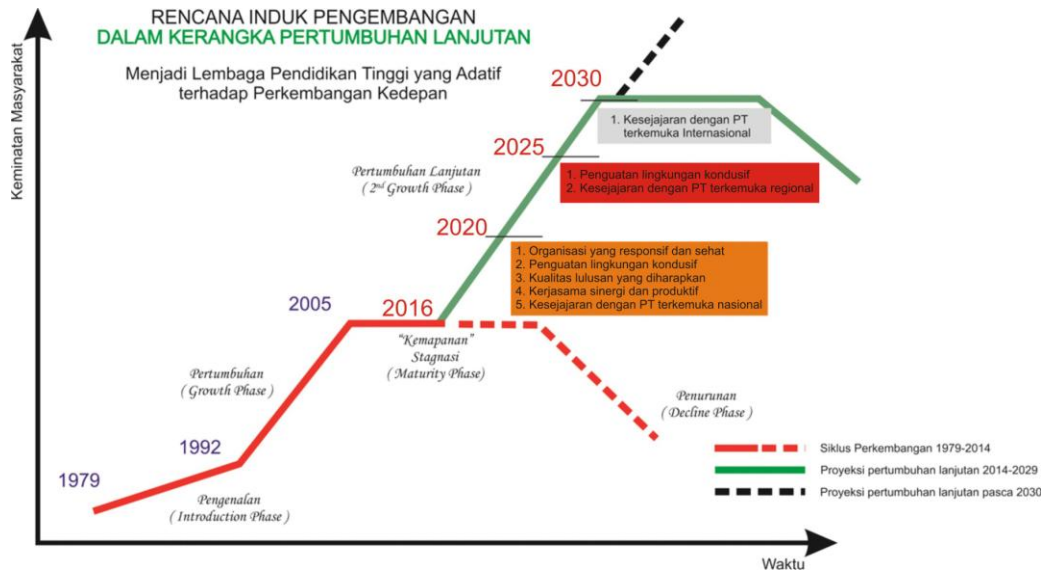 RENCANA INDUK PENGEMBANGAN
DALAM KERANGKA PERTUMBUHAN LANJUTAN
Menjadi Lembaga Pendidikan Tinggi yang Adatif
terhadap Perkembangan Kedepan
Keminatan Masyarakat
2030
1. Kesejajaran dengan PT
terkemuka Internasional
2025
Pertumbuhan Lanjutan
( 2nd Growth Phase )
1. Penguatan lingkungan kondusif
2. Kesejajaran dengan PT terkemuka regional
2020
1. Organisasi yang responsif dan sehat
2. Penguatan lingkungan kondusif
3. Kualitas lulusan yang diharapkan
4. Kerjasama sinergi dan produktif
5. Kesejajaran dengan PT terkemuka nasional
2005
2016
"Kemapanan"
Stagnasi
( Maturity Phase)
Pertumbuhan
( Growth Phase )
Penurunan
( Decline Phase )
1992
1979
Pengenalan
( Introduction Phase )
Siklus Perkembangan 1979-2014
Proyeksi pertumbuhan lanjutan 2014-2029
Proyeksi pertumbuhan lanjutan pasca 2030
Waktu